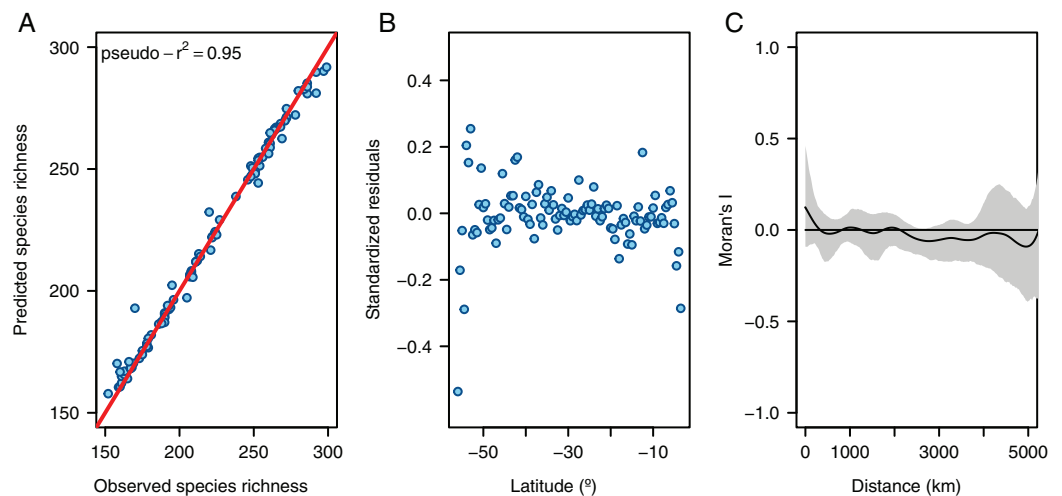 A
pseudo − r² = 0.95
300
250
200
150
Predicted species richness
150
200
250
300
Observed species richness
B
0.4
0.2
0.0
−0.2
−0.4
Standardized residuals
−50
−30
−10
Latitude (º)
C
1.0
0.5
0.0
−0.5
−1.0
Moran's I
0
1000
3000
5000
Distance (km)